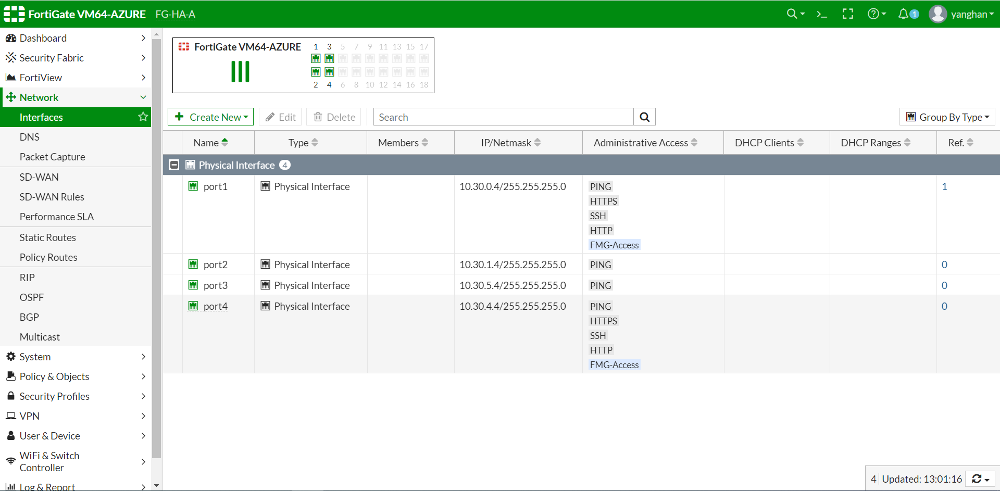 FortiGate VM64-AZURE FG-HA-A
1 yanghan
Dashboard
Security Fabric
FortiView
Network
Interfaces
DNS
Packet Capture
SD-WAN
SD-WAN Rules
Performance SLA
Static Routes
Policy Routes
RIP
OSPF
BGP
Multicast
System
Policy & Objects
Security Profiles
VPN
User & Device
WiFi & Switch
Controller
Log & Report
FortiGate VM64-AZURE
1 3 5 7 9 11 13 15 17
2 4 6 8 10 12 14 16 18
Create New Edit Delete Search Group By Type
Name Type Members IP/Netmask Administrative Access DHCP Clients DHCP Ranges Ref.
Physical Interface 4
port1 Physical Interface 10.30.0.4/255.255.255.0 PING 1
HTTPS
SSH
HTTP
FMG-Access
port2 Physical Interface 10.30.1.4/255.255.255.0 PING 0
port3 Physical Interface 10.30.5.4/255.255.255.0 PING 0
port4 Physical Interface 10.30.4.4/255.255.255.0 PING 0
HTTPS
SSH
HTTP
FMG-Access
4 Updated: 13:01:16